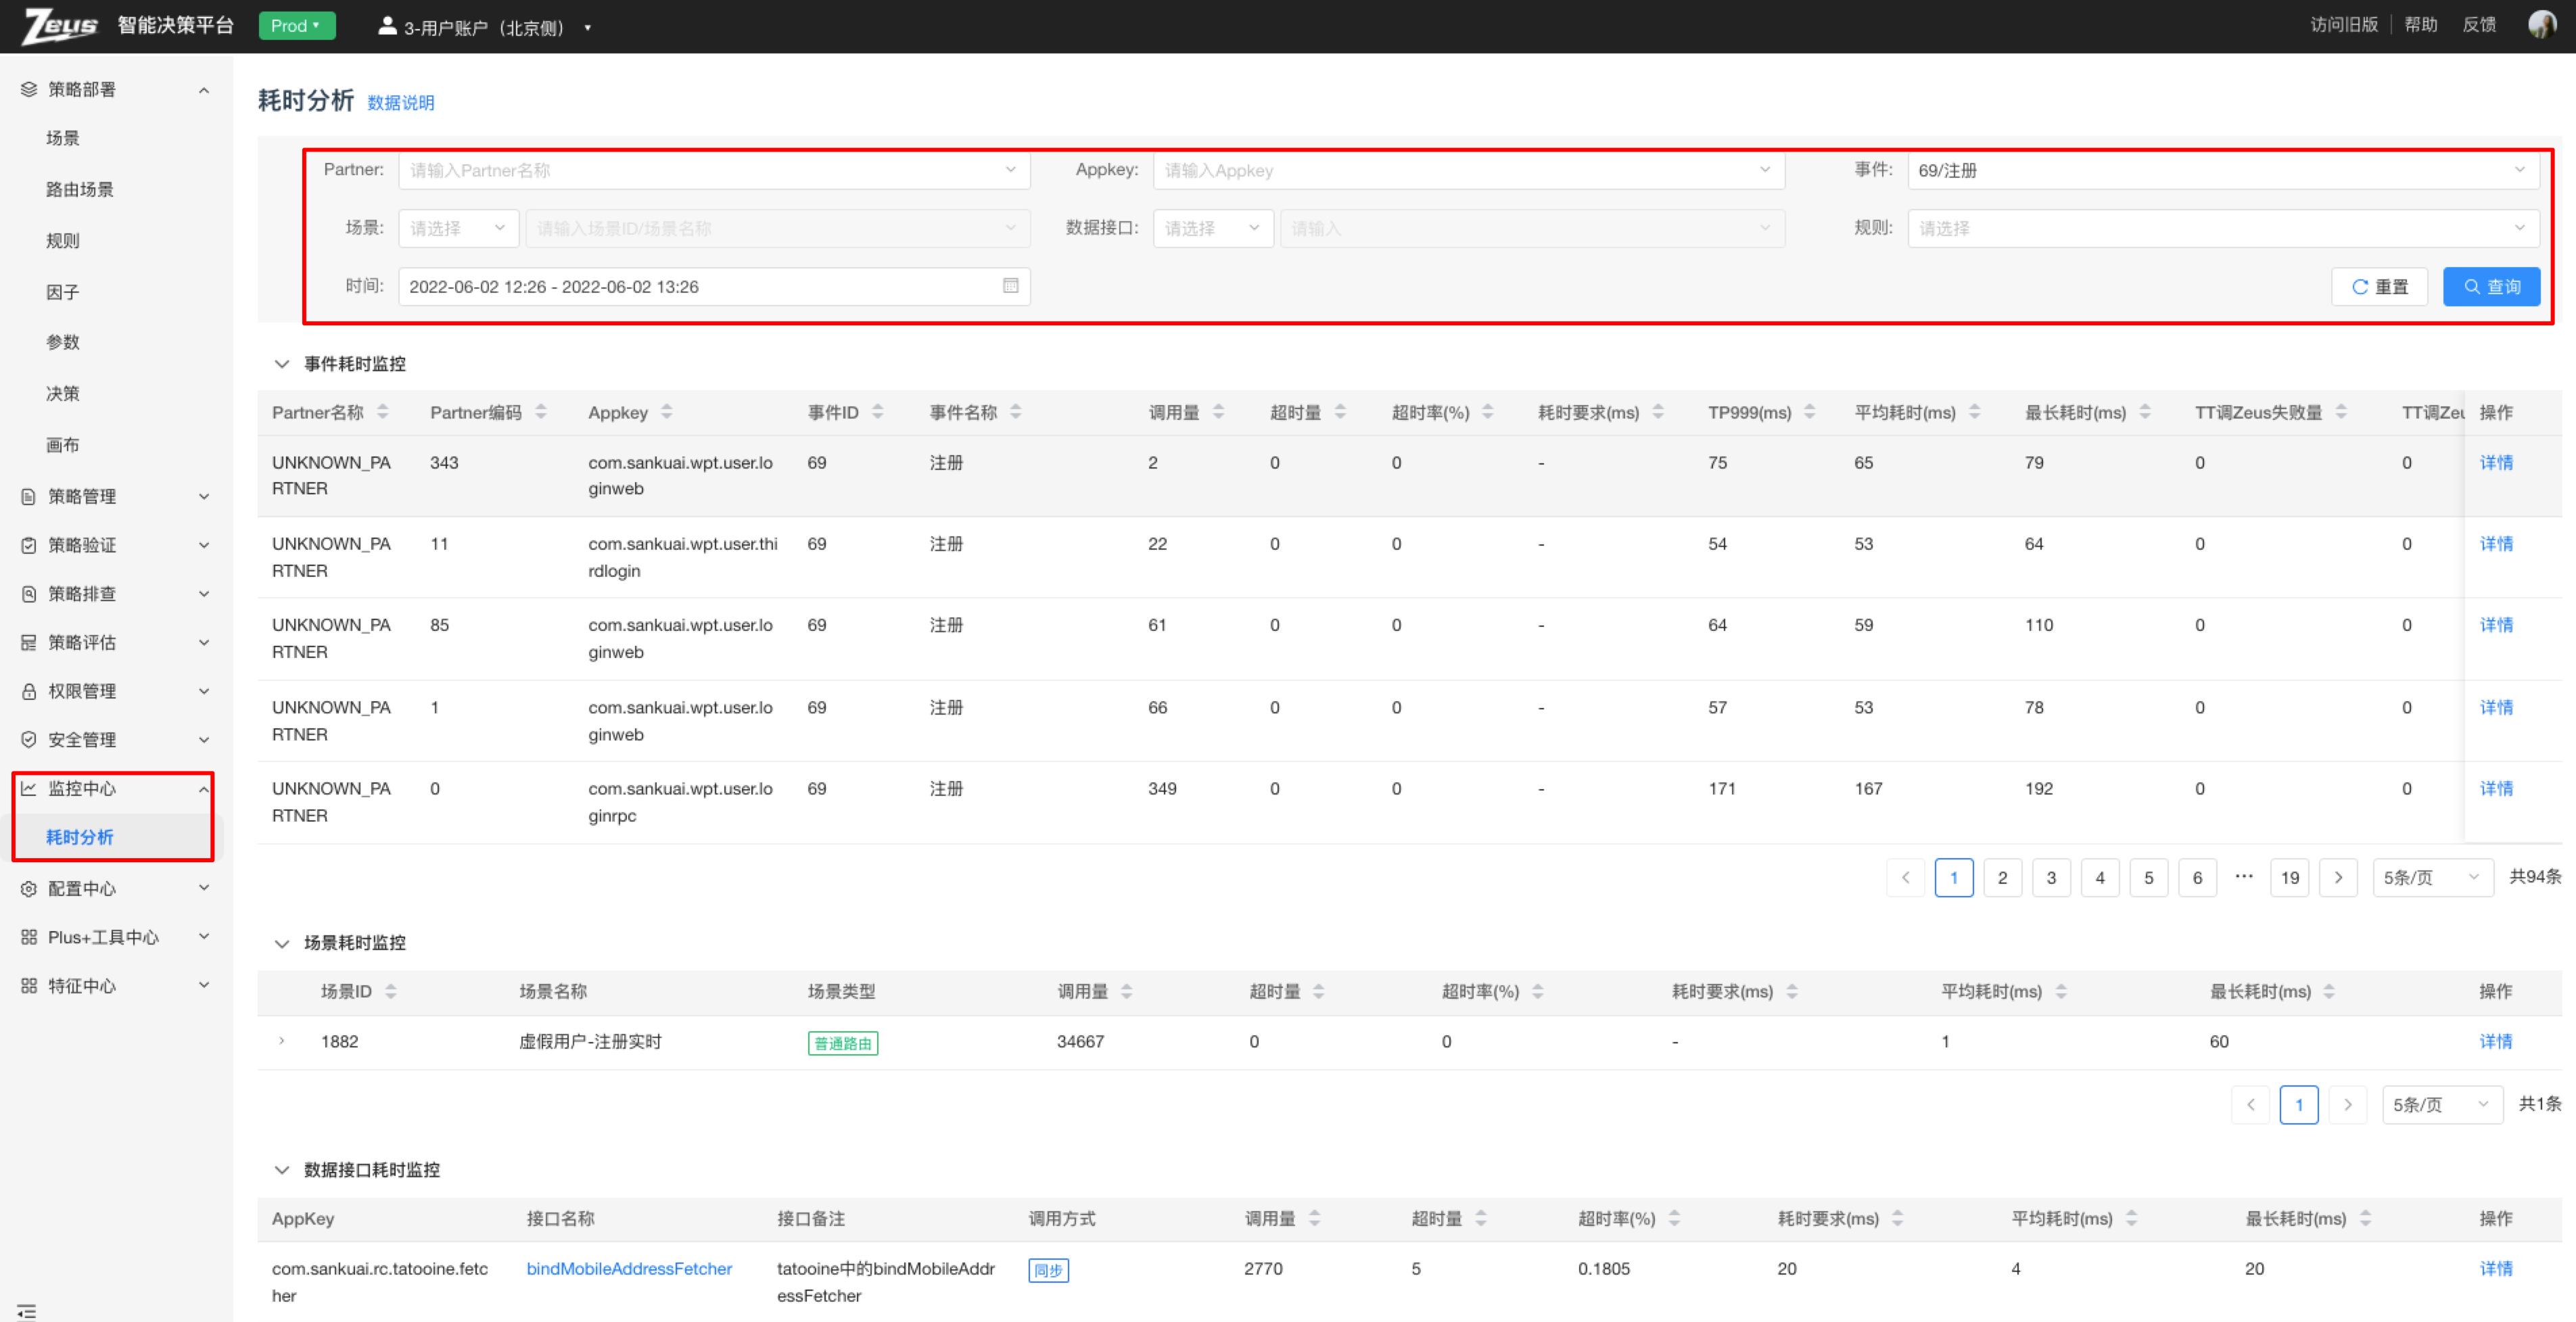 Zeus 智能决策平台 Prod 3-用户账户（北京侧） 访问旧版 帮助 反馈
策略部署
场景
路由场景
规则
因子
参数
决策
画布
策略管理
策略验证
策略排查
策略评估
权限管理
安全管理
监控中心
耗时分析
配置中心
Plus+工具中心
特征中心
耗时分析 数据说明
Partner: 请输入Partner名称 Appkey: 请输入Appkey 事件: 69/注册
场景: 请选择 请输入场景ID/场景名称 数据接口: 请选择 请输入 规则: 请选择
时间: 2022-06-02 12:26 - 2022-06-02 13:26 重置 查询
事件耗时监控
Partner名称 Partner编码 Appkey 事件ID 事件名称 调用量 超时量 超时率(%) 耗时要求(ms) TP999(ms) 平均耗时(ms) 最长耗时(ms) TT调Zeus失败量 TT调Zeu 操作
UNKNOWN_PA 343 com.sankuai.wpt.user.lo 69 注册 2 0 0 - 75 65 79 0 0 详情
RTNER ginweb
UNKNOWN_PA 11 com.sankuai.wpt.user.thi 69 注册 22 0 0 - 54 53 64 0 0 详情
RTNER rdlogin
UNKNOWN_PA 85 com.sankuai.wpt.user.lo 69 注册 61 0 0 - 64 59 110 0 0 详情
RTNER ginweb
UNKNOWN_PA 1 com.sankuai.wpt.user.lo 69 注册 66 0 0 - 57 53 78 0 0 详情
RTNER ginweb
UNKNOWN_PA 0 com.sankuai.wpt.user.lo 69 注册 349 0 0 - 171 167 192 0 0 详情
RTNER ginrpc
1 2 3 4 5 6 ••• 19 5条/页 共94条
场景耗时监控
场景ID 场景名称 场景类型 调用量 超时量 超时率(%) 耗时要求(ms) 平均耗时(ms) 最长耗时(ms) 操作
1882 虚假用户-注册实时 普通路由 34667 0 0 - 1 60 详情
1 5条/页 共1条
数据接口耗时监控
AppKey 接口名称 接口备注 调用方式 调用量 超时量 超时率(%) 耗时要求(ms) 平均耗时(ms) 最长耗时(ms) 操作
com.sankuai.rc.tatooine.fetc bindMobileAddressFetcher tatooine中的bindMobileAddr 同步 2770 5 0.1805 20 4 20 详情
her essFetcher